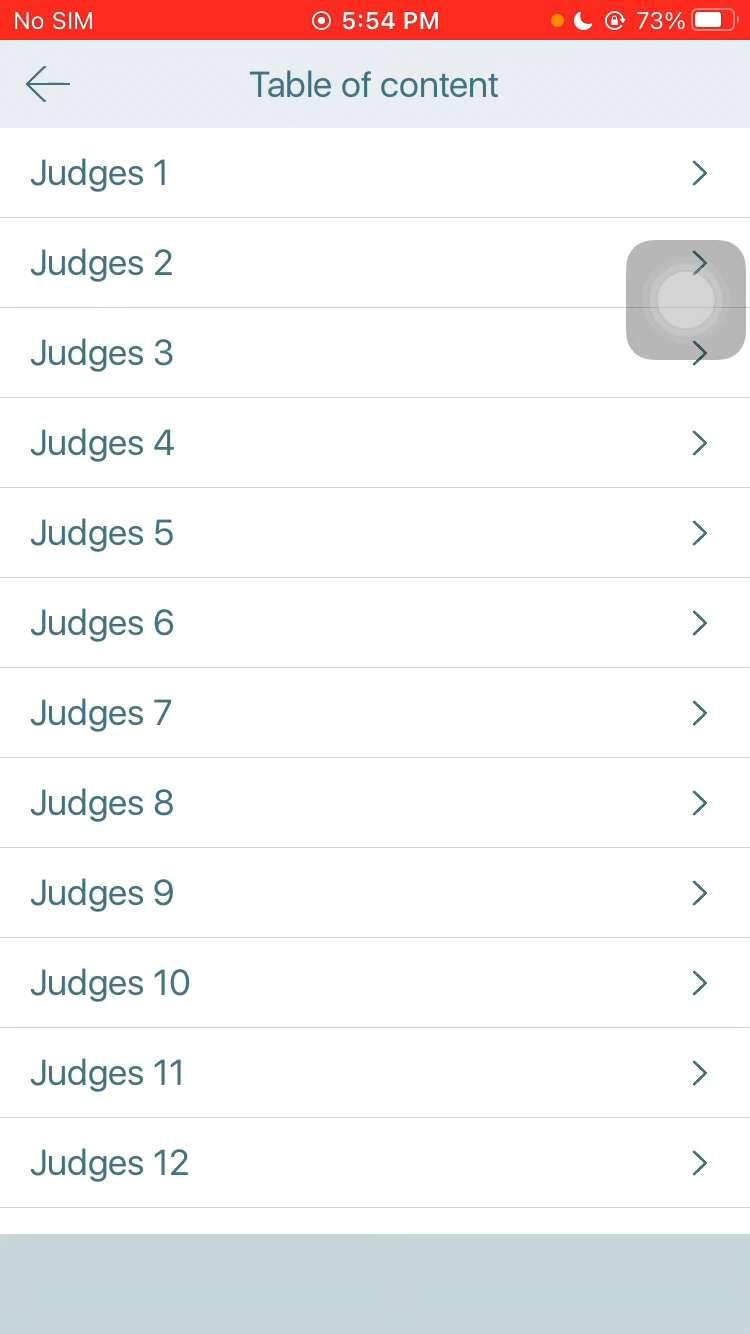 No SIM 5:54 PM 73%
Table of content
Judges 1
Judges 2
Judges 3
Judges 4
Judges 5
Judges 6
Judges 7
Judges 8
Judges 9
Judges 10
Judges 11
Judges 12